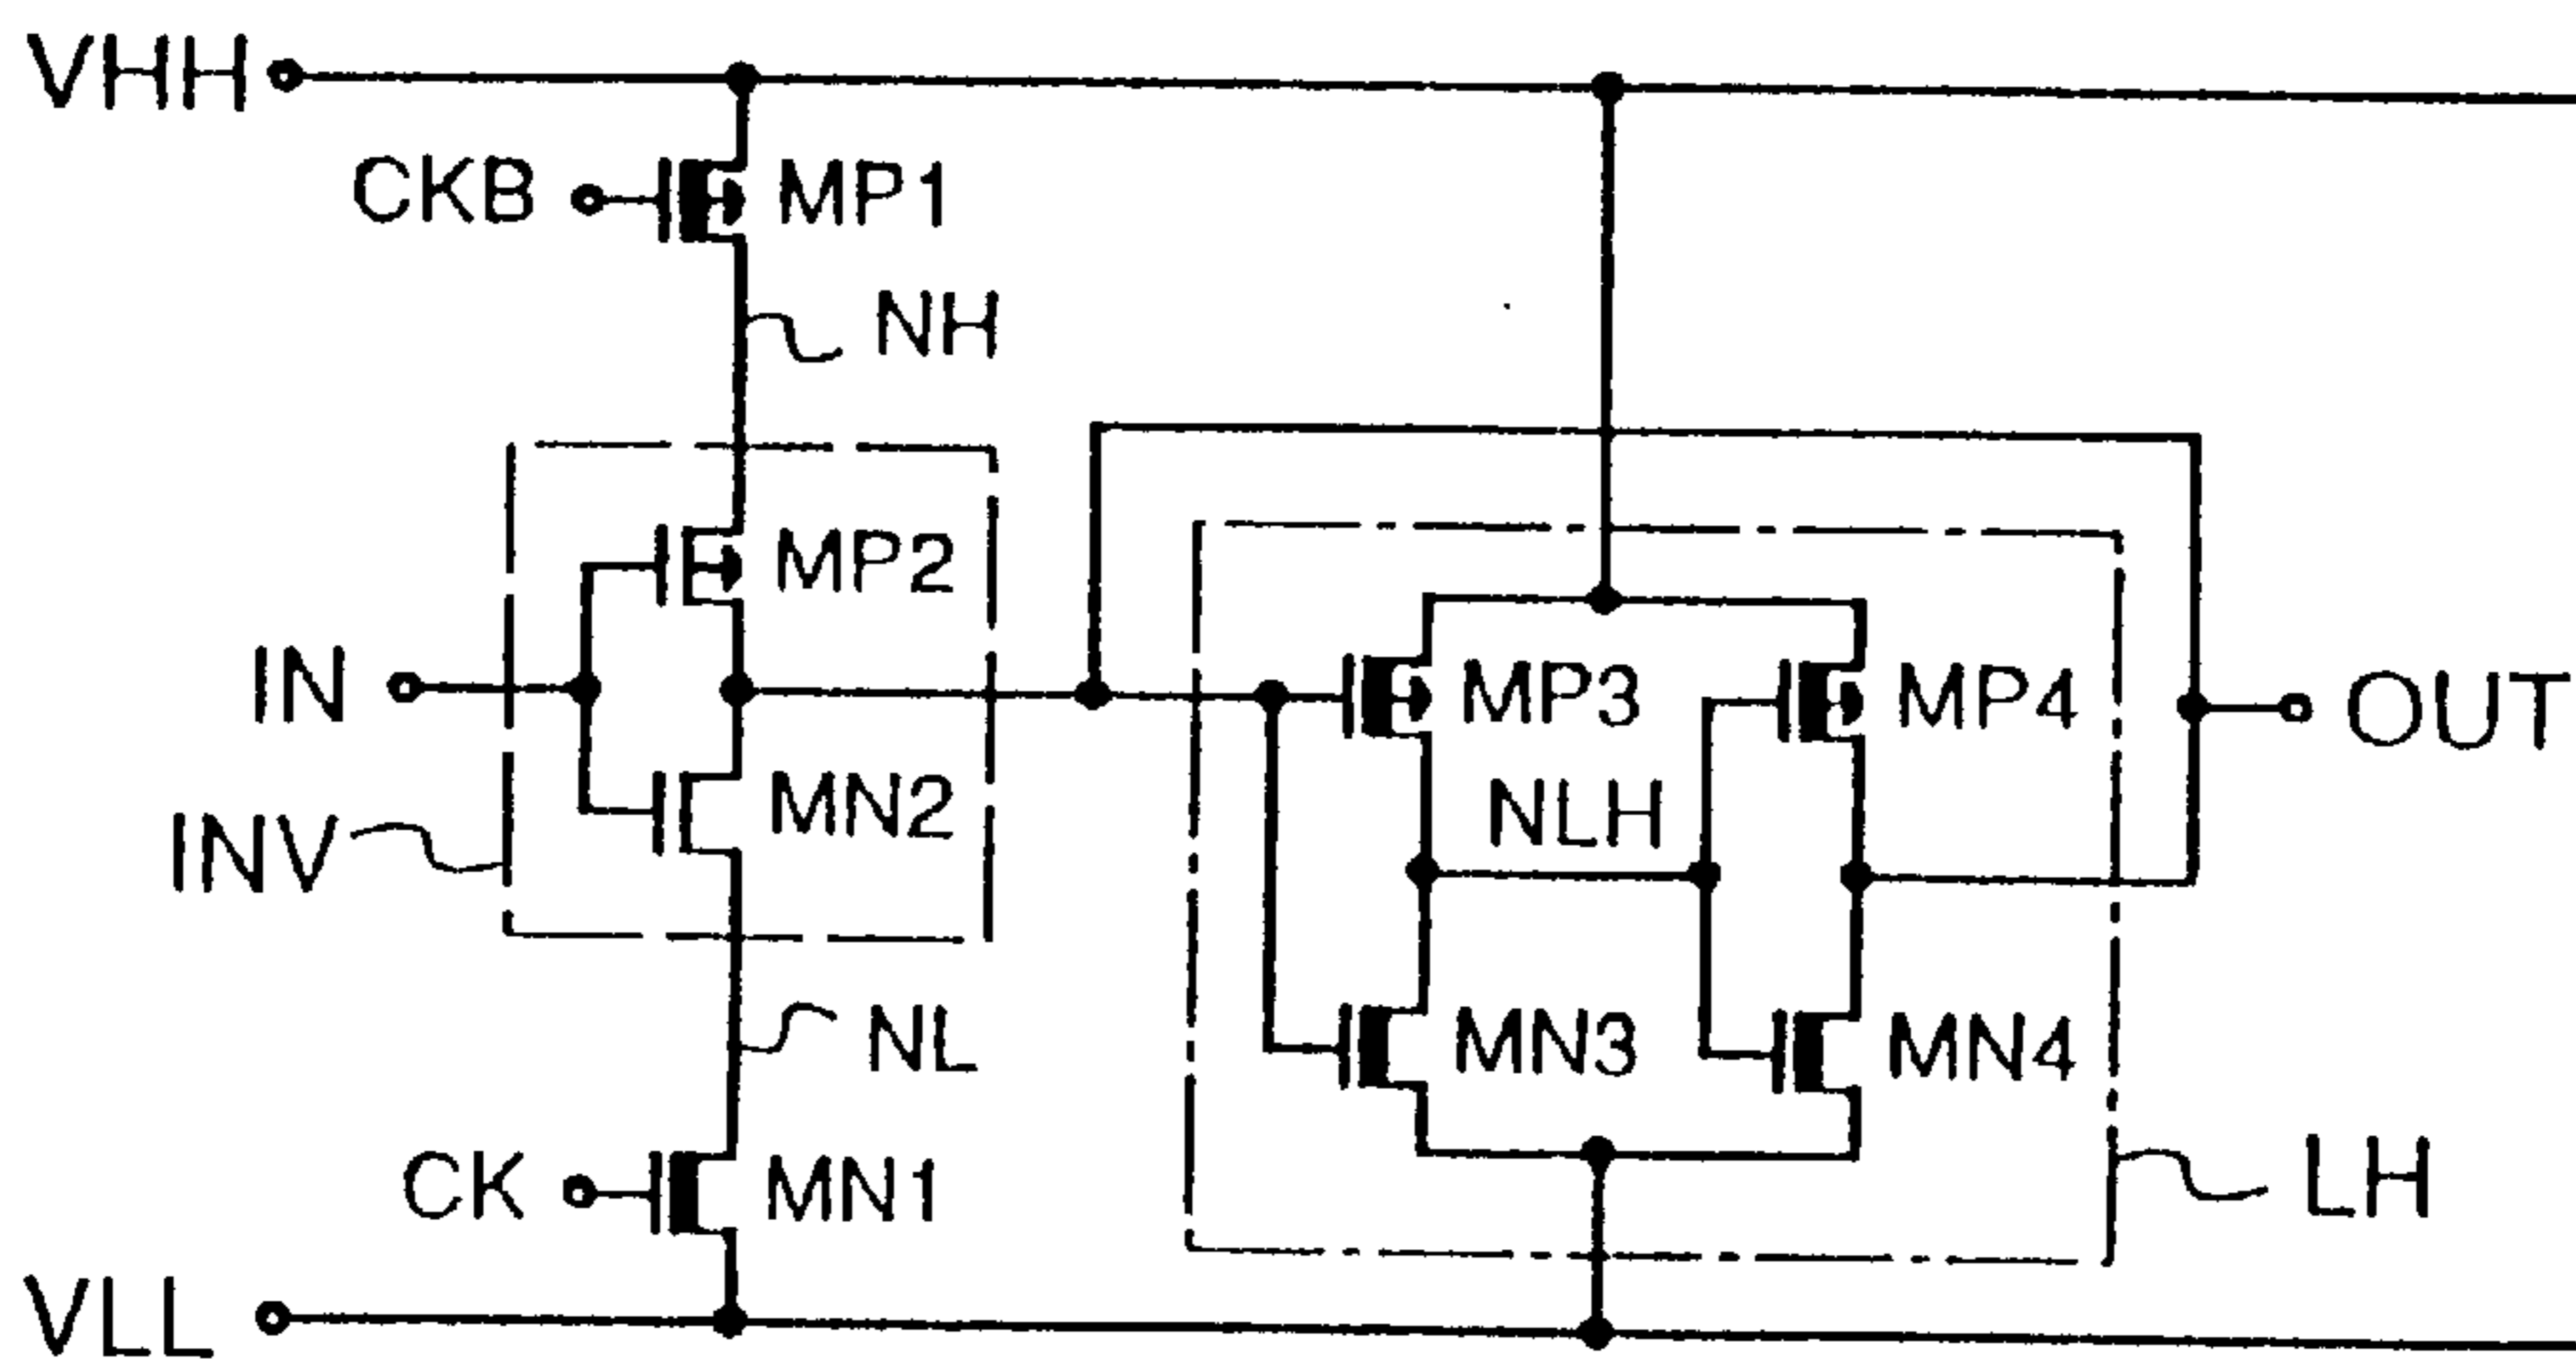 VHH
CKB
MP1
NH
MP2
IN
MP3
MP4
OUT
INV
MN2
NLH
NL
MN3
MN4
CK
MN1
LH
VLL